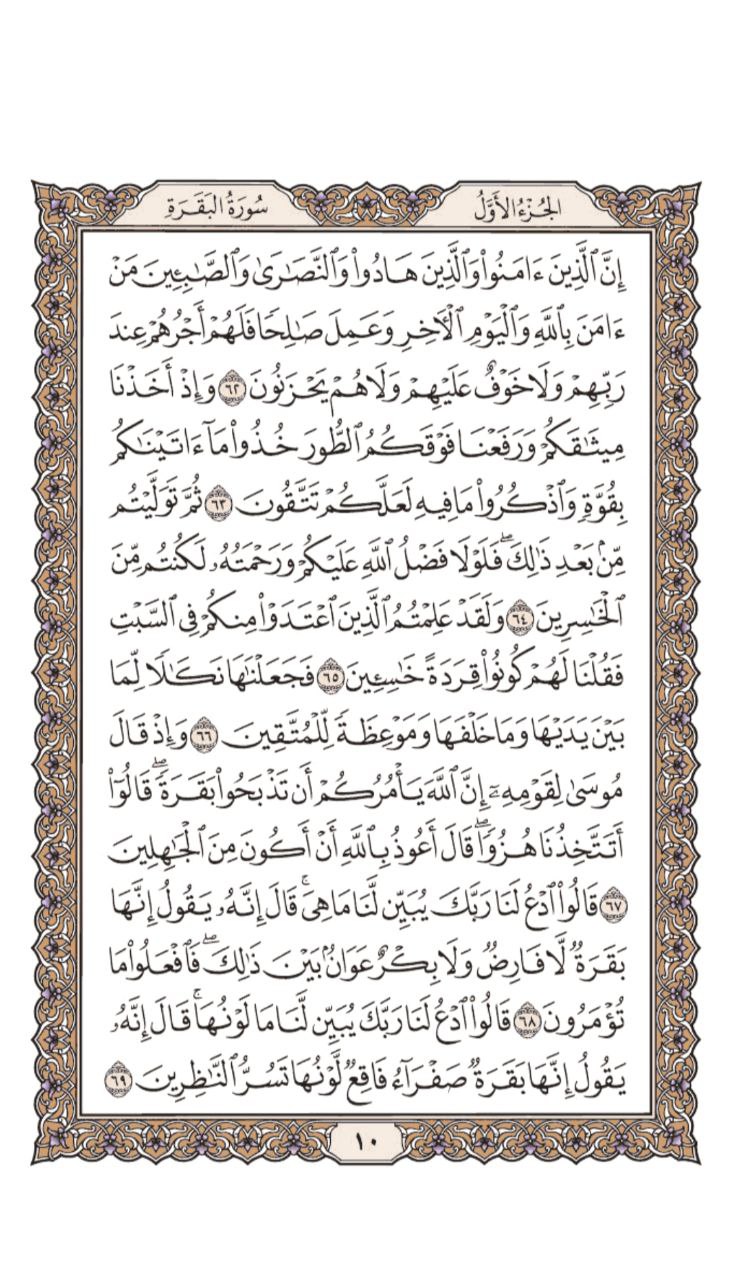 الجُزْءُ الأَوَّلُ
سُورَةُ البَقَرَةِ
إِنَّ ٱلَّذِينَ ءَامَنُواْ وَٱلَّذِينَ هَادُواْ وَٱلنَّصَٰرَىٰ وَٱلصَّٰبِـِٔينَ مَنْ
ءَامَنَ بِٱللَّهِ وَٱلْيَوْمِ ٱلْأٓخِرِ وَعَمِلَ صَٰلِحًا فَلَهُمْ أَجْرُهُمْ عِندَ
رَبِّهِمْ وَلَا خَوْفٌ عَلَيْهِمْ وَلَا هُمْ يَحْزَنُونَ ٦٢ وَإِذْ أَخَذْنَا
مِيثَٰقَكُمْ وَرَفَعْنَا فَوْقَكُمُ ٱلطُّورَ خُذُواْ مَآ ءَاتَيْنَٰكُم
بِقُوَّةٖ وَٱذْكُرُواْ مَا فِيهِ لَعَلَّكُمْ تَتَّقُونَ ٦٣ ثُمَّ تَوَلَّيْتُم
مِّنۢ بَعْدِ ذَٰلِكَۖ فَلَوْلَا فَضْلُ ٱللَّهِ عَلَيْكُمْ وَرَحْمَتُهُۥ لَكُنتُم مِّنَ
ٱلْخَٰسِرِينَ ٦٤ وَلَقَدْ عَلِمْتُمُ ٱلَّذِينَ ٱعْتَدَوْاْ مِنكُمْ فِي ٱلسَّبْتِ
فَقُلْنَا لَهُمْ كُونُواْ قِرَدَةً خَٰسِـِٔينَ ٦٥ فَجَعَلْنَٰهَا نَكَٰلٗا لِّمَا
بَيْنَ يَدَيْهَا وَمَا خَلْفَهَا وَمَوْعِظَةٗ لِّلْمُتَّقِينَ ٦٦ وَإِذْ قَالَ
مُوسَىٰ لِقَوْمِهِۦٓ إِنَّ ٱللَّهَ يَأْمُرُكُمْ أَن تَذْبَحُواْ بَقَرَةٗۖ قَالُوٓاْ
أَتَتَّخِذُنَا هُزُوٗاۖ قَالَ أَعُوذُ بِٱللَّهِ أَنْ أَكُونَ مِنَ ٱلْجَٰهِلِينَ
٦٧ قَالُواْ ٱدْعُ لَنَا رَبَّكَ يُبَيِّن لَّنَا مَا هِيَۚ قَالَ إِنَّهُۥ يَقُولُ إِنَّهَا
بَقَرَةٞ لَّا فَارِضٞ وَلَا بِكْرٌ عَوَانُۢ بَيْنَ ذَٰلِكَۖ فَٱفْعَلُواْ مَا
تُؤْمَرُونَ ٦٨ قَالُواْ ٱدْعُ لَنَا رَبَّكَ يُبَيِّن لَّنَا مَا لَوْنُهَاۚ قَالَ إِنَّهُۥ
يَقُولُ إِنَّهَا بَقَرَةٞ صَفْرَآءُ فَاقِعٞ لَّوْنُهَا تَسُرُّ ٱلنَّٰظِرِينَ ٦٩
١٠